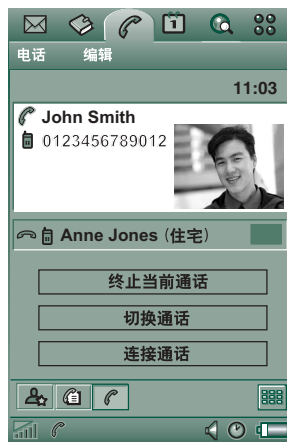 电话 编辑
11:03
John Smith
0123456789012
Anne Jones (住宅)
终止当前通话
切换通话
连接通话